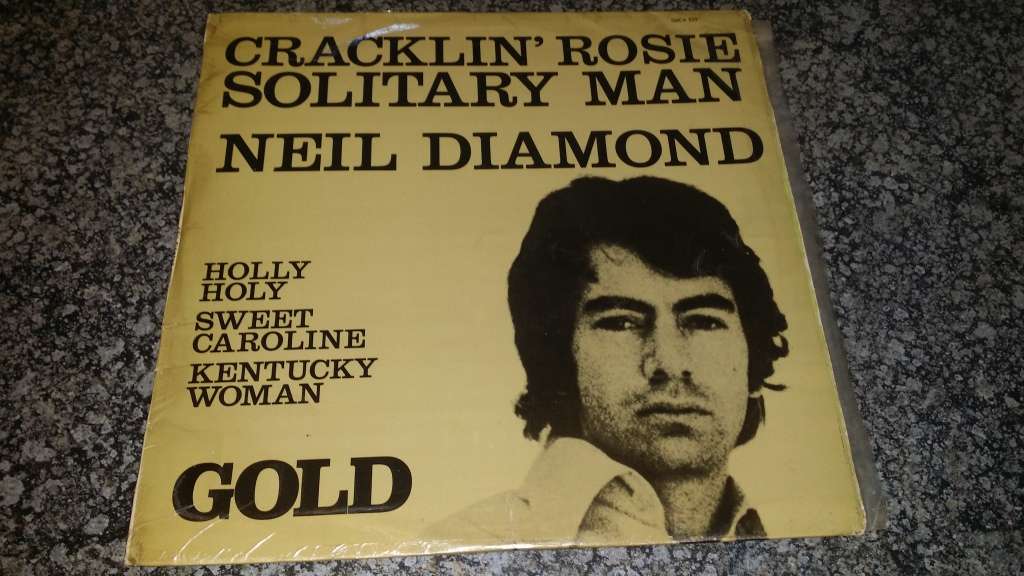 CRACKLIN' ROSIE
SOLITARY MAN
NEIL DIAMOND
HOLLY
HOLY
SWEET
CAROLINE
KENTUCKY
WOMAN
GOLD